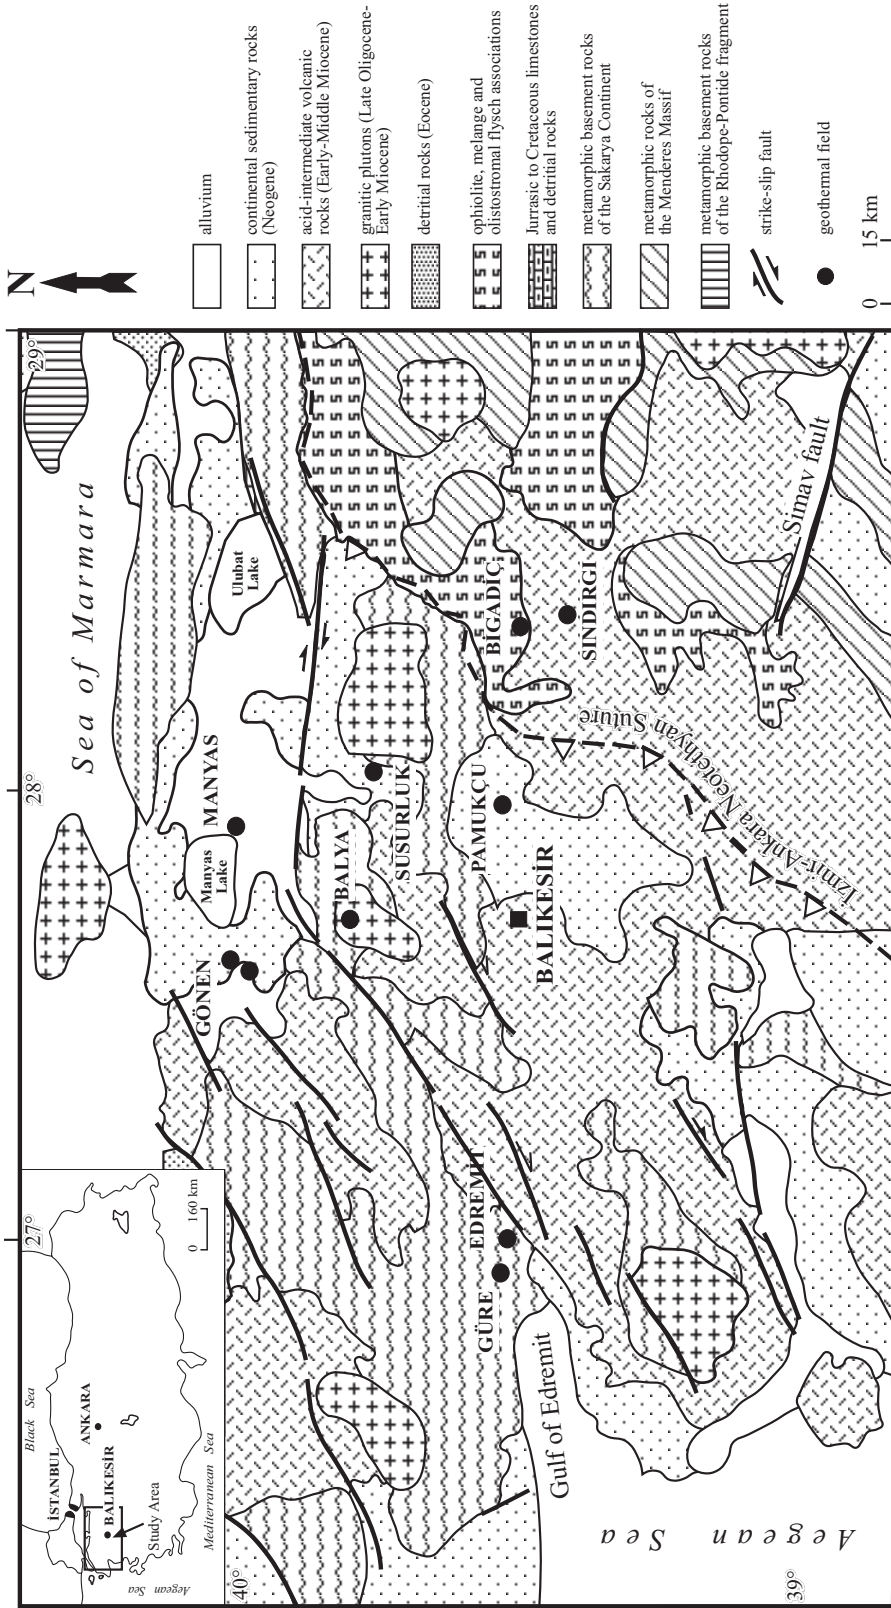 Black Sea
İSTANBUL
ANKARA
BALIKESİR
Study Area
Aegean Sea
Mediterranean Sea
0 160 km
27°
28°
29°
40°
39°
Sea of Marmara
GÖNEN
Manyas
Lake
MANYAS
Ulubat
Lake
BALYA
SUSURLUK
PAMUKÇU
BALIKESİR
BİGADİÇ
SINDIRGI
EDREMİT
GÜRE
Gulf of Edremit
Aegean Sea
İzmir-Ankara Neotethyan Suture
Simav fault
N
alluvium
continental sedimentary rocks
(Neogene)
acid-intermediate volcanic
rocks (Early-Middle Miocene)
granitic plutons (Late Oligocene-
Early Miocene)
detritial rocks (Eocene)
ophiolite, melange and
olistostromal flysch associations
Jurrasic to Cretaceous limestones
and detritial rocks
metamorphic basement rocks
of the Sakarya Continent
metamorphic rocks of
the Menderes Massif
metamorphic basement rocks
of the Rhodope-Pontide fragment
strike-slip fault
geothermal field
0 15 km